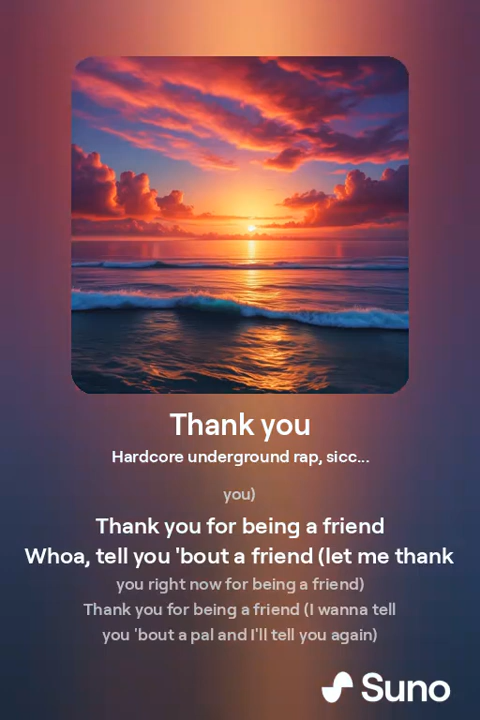 Thank you
Hardcore underground rap, sicc...
you)
Thank you for being a friend
Whoa, tell you 'bout a friend (let me thank
you right now for being a friend)
Thank you for being a friend (I wanna tell
you 'bout a pal and I'll tell you again)
Suno